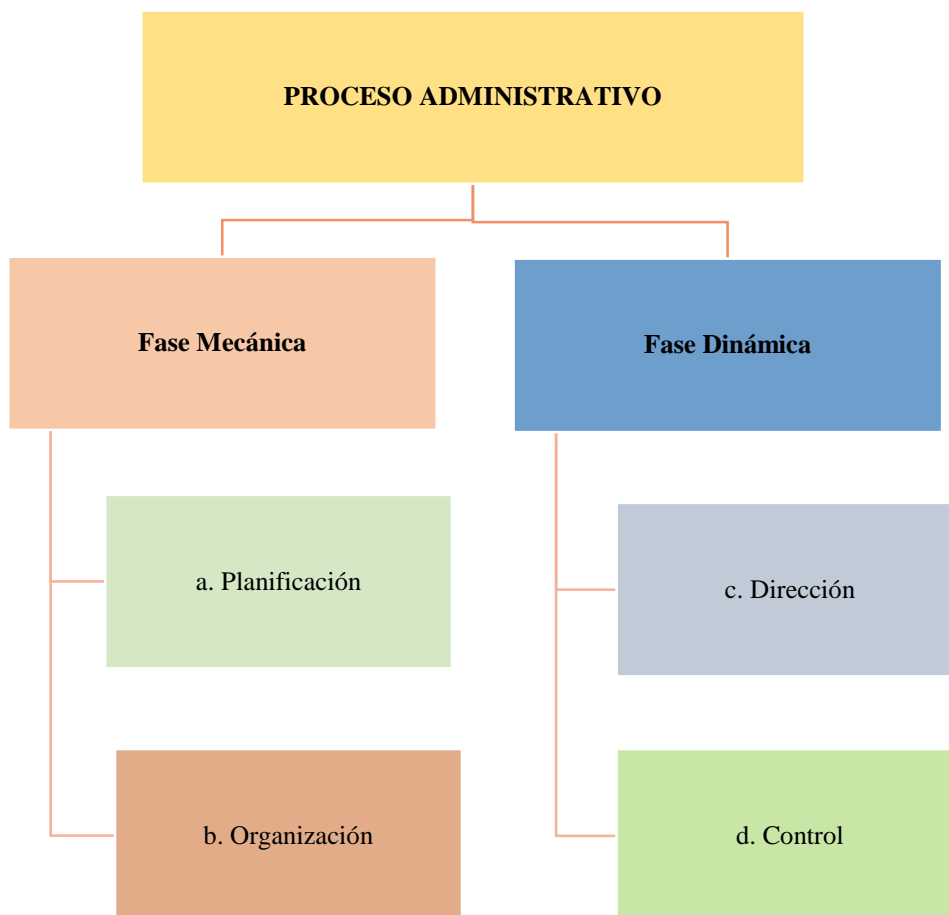 PROCESO ADMINISTRATIVO
Fase Mecánica
Fase Dinámica
a. Planificación
c. Dirección
b. Organización
d. Control